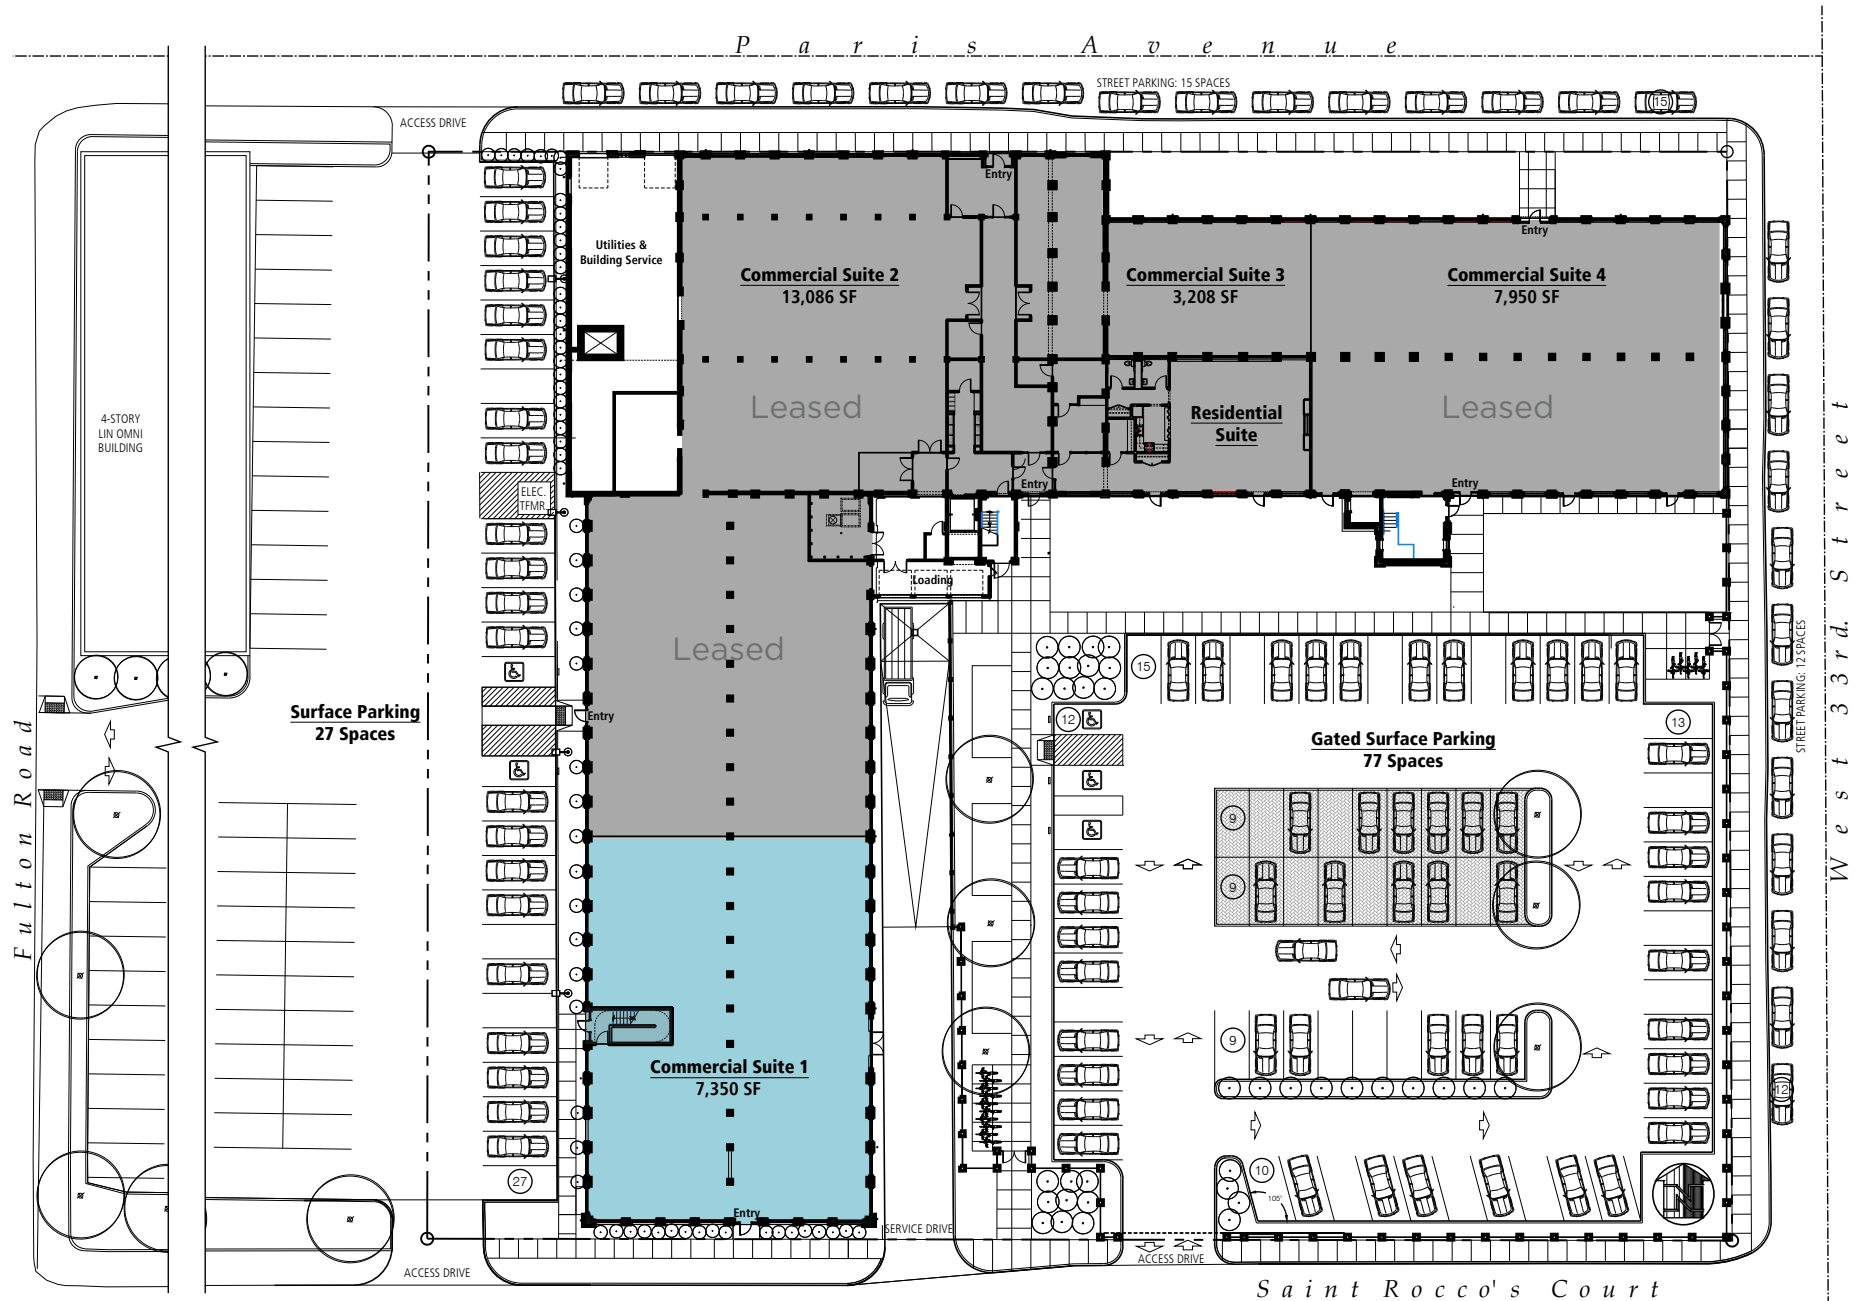 Paris Avenue
STREET PARKING: 15 SPACES
15
ACCESS DRIVE
Entry
Entry
Utilities &
Building Service
Commercial Suite 2
13,086 SF
Commercial Suite 3
3,208 SF
Commercial Suite 4
7,950 SF
Leased
Leased
Residential
Suite
4-STORY
LIN OMNI
BUILDING
ELEC.
TFMR.
Entry
Entry
Loading
West 33rd. Street
STREET PARKING: 12 SPACES
12
Leased
15
Surface Parking
27 Spaces
Entry
12
13
Gated Surface Parking
77 Spaces
Fulton Road
9
9
9
Commercial Suite 1
7,350 SF
10
105°
27
Entry
SERVICE DRIVE
ACCESS DRIVE
ACCESS DRIVE
Saint Rocco's Court